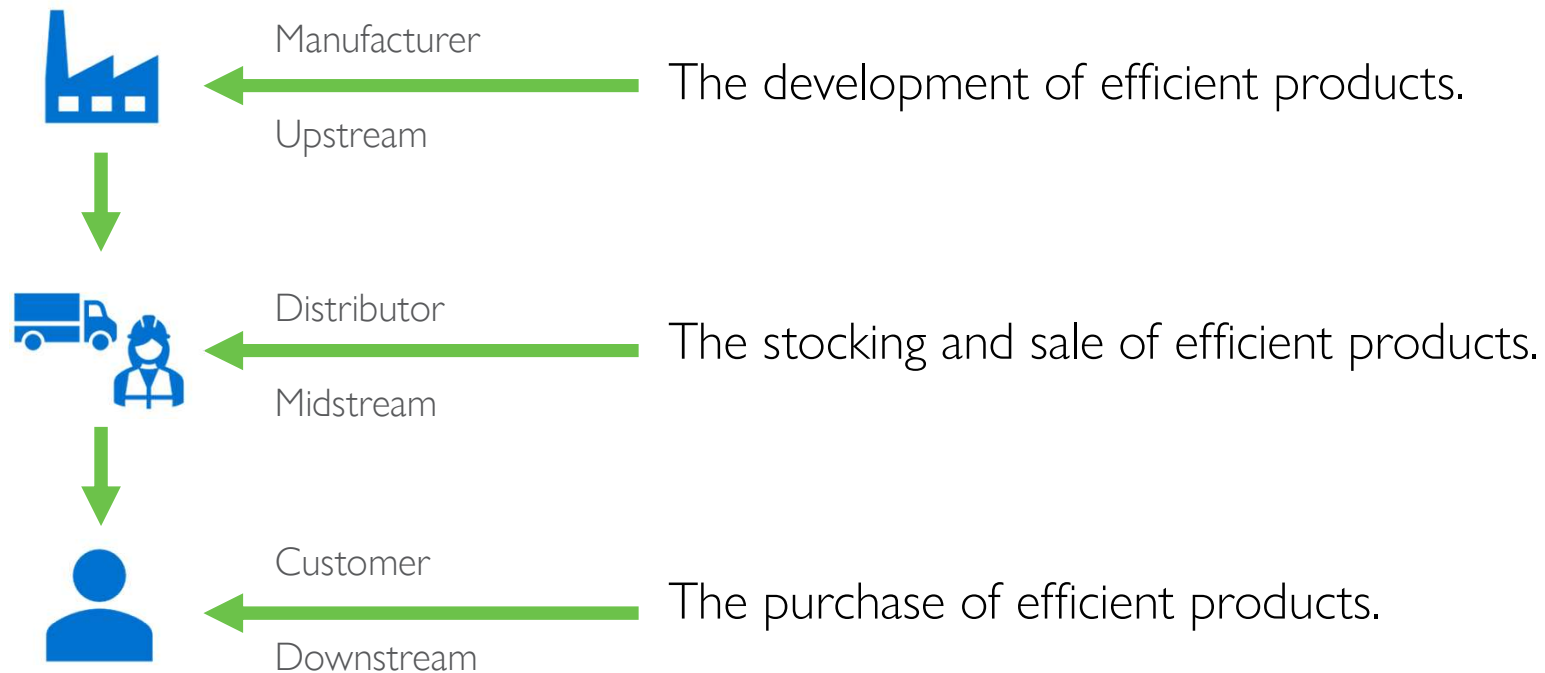 Manufacturer
The development of efficient products.
Upstream
Distributor
The stocking and sale of efficient products.
Midstream
Customer
The purchase of efficient products.
Downstream